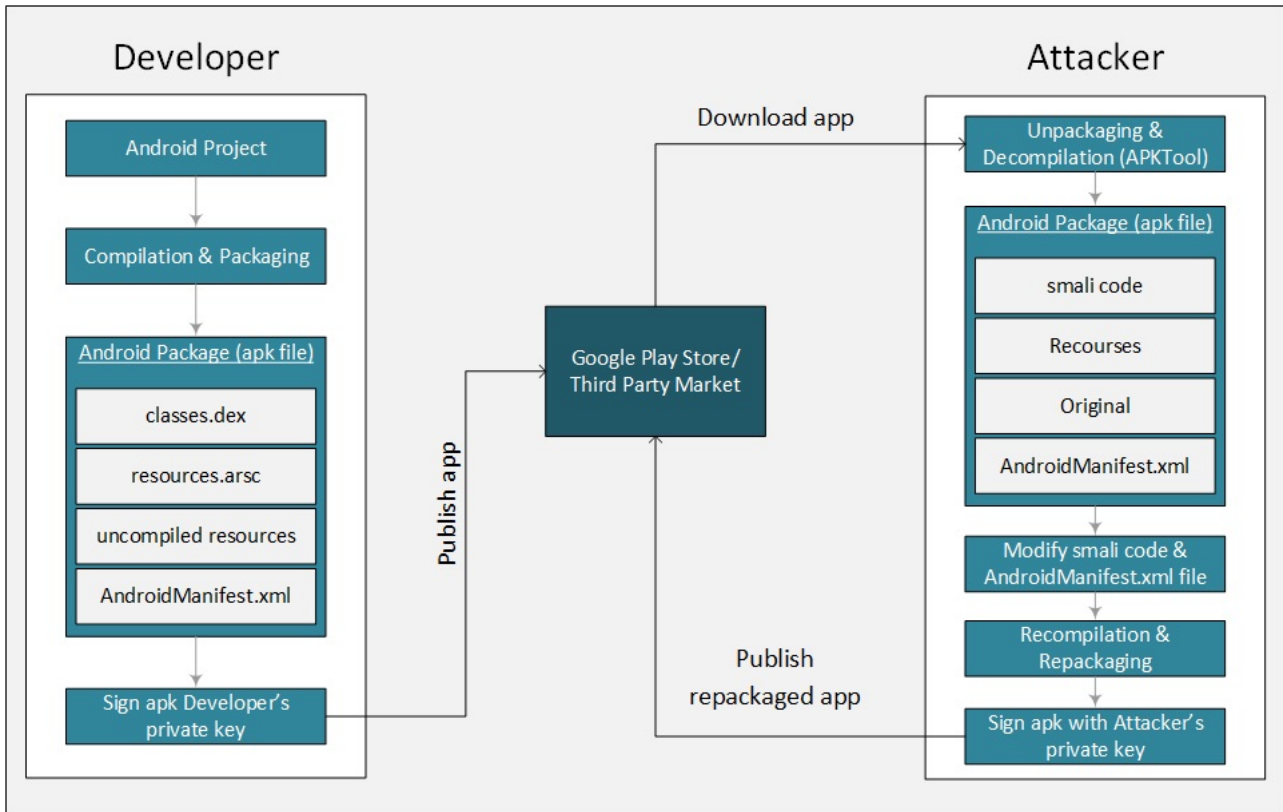 Developer
Android Project
Compilation & Packaging
Android Package (apk file)
classes.dex
resources.arsc
uncompiled resources
AndroidManifest.xml
Sign apk Developer's
private key
Publish app
Google Play Store/
Third Party Market
Download app
Publish
repackaged app
Attacker
Unpackaging &
Decompilation (APKTool)
Android Package (apk file)
smali code
Recourses
Original
AndroidManifest.xml
Modify smali code &
AndroidManifest.xml file
Recompilation &
Repackaging
Sign apk with Attacker's
private key